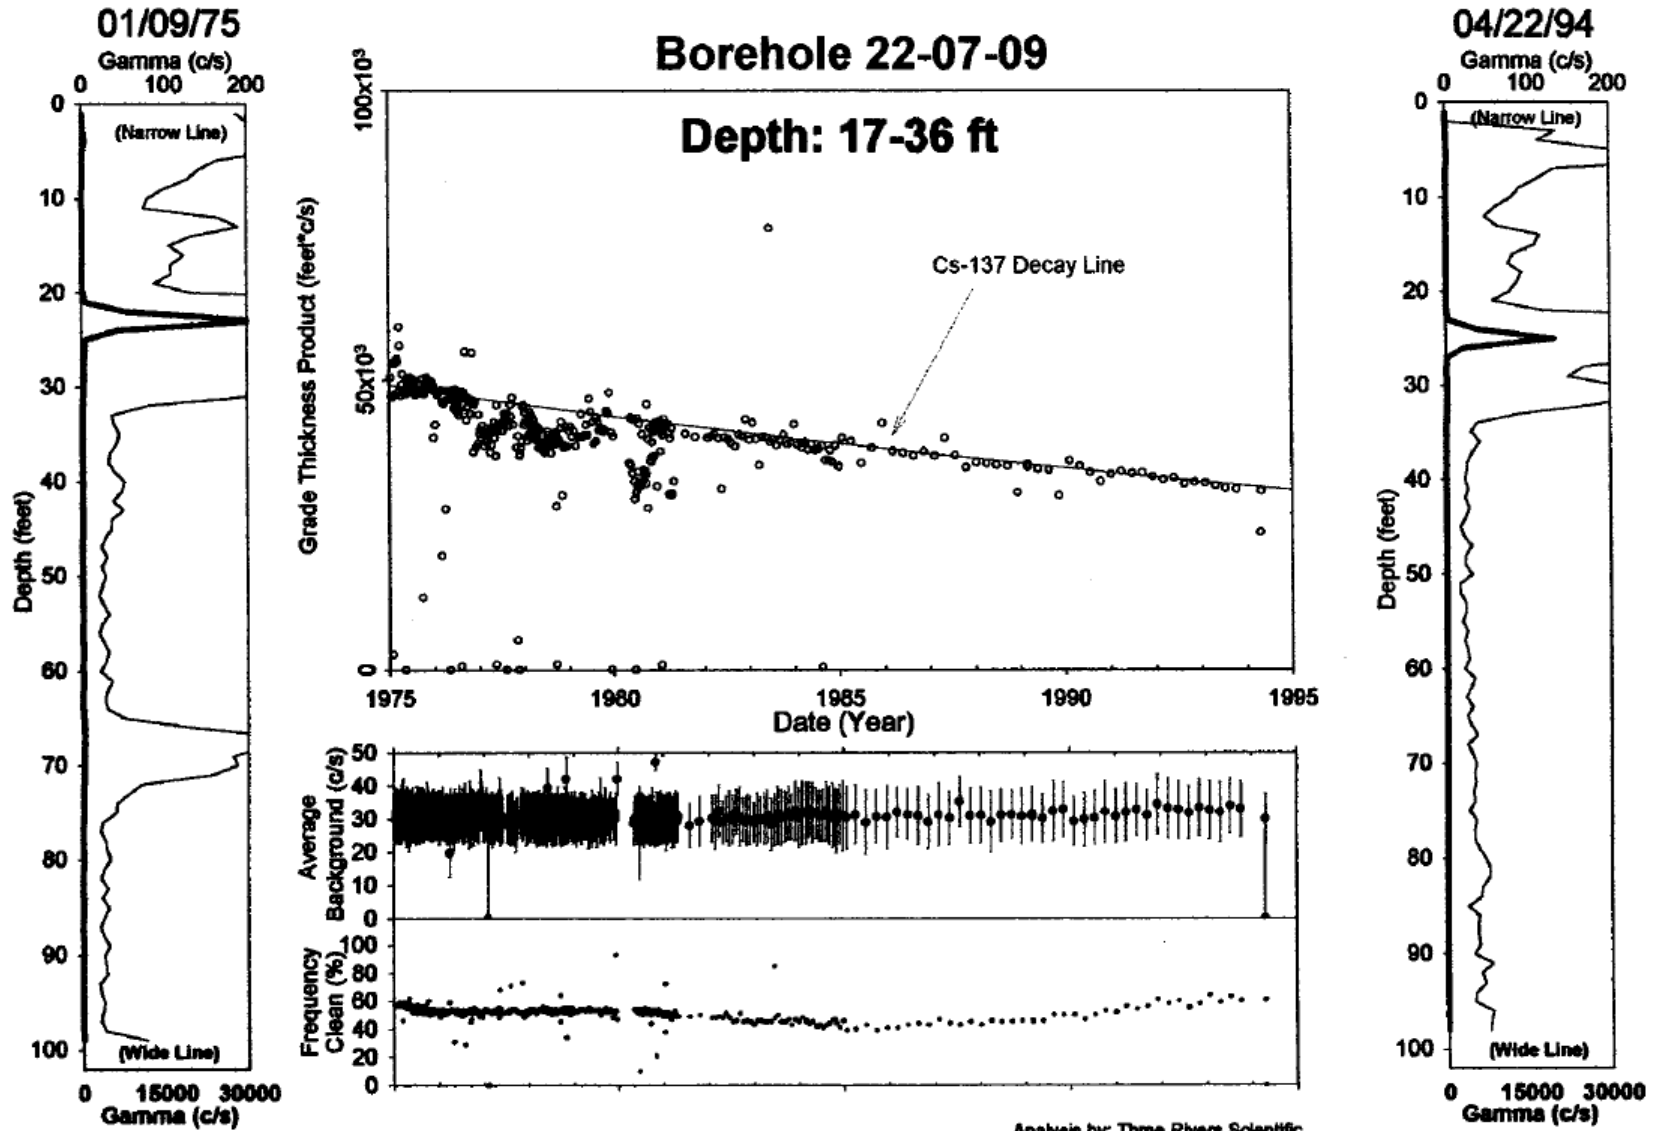 01/09/75
Gamma (c/s)
0 100 200
(Narrow Line)
0
10
20
30
40
50
60
70
80
90
100
Depth (feet)
(Wide Line)
0 15000 30000
Gamma (c/s)
Borehole 22-07-09
Depth: 17-36 ft
Cs-137 Decay Line
Grade Thickness Product (feet*c/s)
100x10³
50x10³
0
1975 1980 1985 1990 1995
Date (Year)
Average
Background (c/s)
50
40
30
20
10
0
Frequency
Clean (%)
100
80
60
40
20
0
Analysis by: Three Rivers Scientific
04/22/94
Gamma (c/s)
0 100 200
(Narrow Line)
0
10
20
30
40
50
60
70
80
90
100
Depth (feet)
(Wide Line)
0 15000 30000
Gamma (c/s)